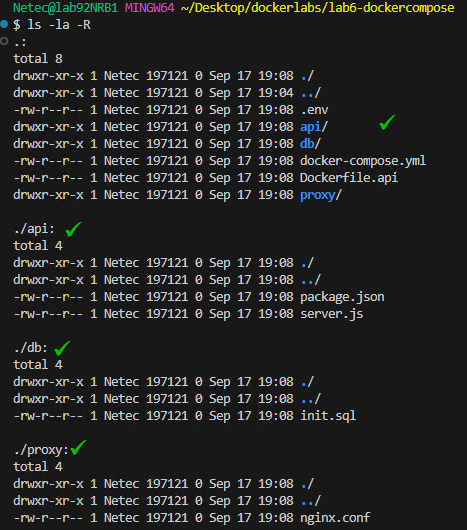 Netec@lab92NRB1 MINGW64 ~/Desktop/dockerlabs/lab6-dockercompose
$ ls -la -R
.:
total 8
drwxr-xr-x 1 Netec 197121 0 Sep 17 19:08 ./
drwxr-xr-x 1 Netec 197121 0 Sep 17 19:04 ../
-rw-r--r-- 1 Netec 197121 0 Sep 17 19:08 .env
drwxr-xr-x 1 Netec 197121 0 Sep 17 19:08 api/
drwxr-xr-x 1 Netec 197121 0 Sep 17 19:08 db/
-rw-r--r-- 1 Netec 197121 0 Sep 17 19:08 docker-compose.yml
-rw-r--r-- 1 Netec 197121 0 Sep 17 19:08 Dockerfile.api
drwxr-xr-x 1 Netec 197121 0 Sep 17 19:08 proxy/
./api:
total 4
drwxr-xr-x 1 Netec 197121 0 Sep 17 19:08 ./
drwxr-xr-x 1 Netec 197121 0 Sep 17 19:08 ../
-rw-r--r-- 1 Netec 197121 0 Sep 17 19:08 package.json
-rw-r--r-- 1 Netec 197121 0 Sep 17 19:08 server.js
./db:
total 4
drwxr-xr-x 1 Netec 197121 0 Sep 17 19:08 ./
drwxr-xr-x 1 Netec 197121 0 Sep 17 19:08 ../
-rw-r--r-- 1 Netec 197121 0 Sep 17 19:08 init.sql
./proxy:
total 4
drwxr-xr-x 1 Netec 197121 0 Sep 17 19:08 ./
drwxr-xr-x 1 Netec 197121 0 Sep 17 19:08 ../
-rw-r--r-- 1 Netec 197121 0 Sep 17 19:08 nginx.conf